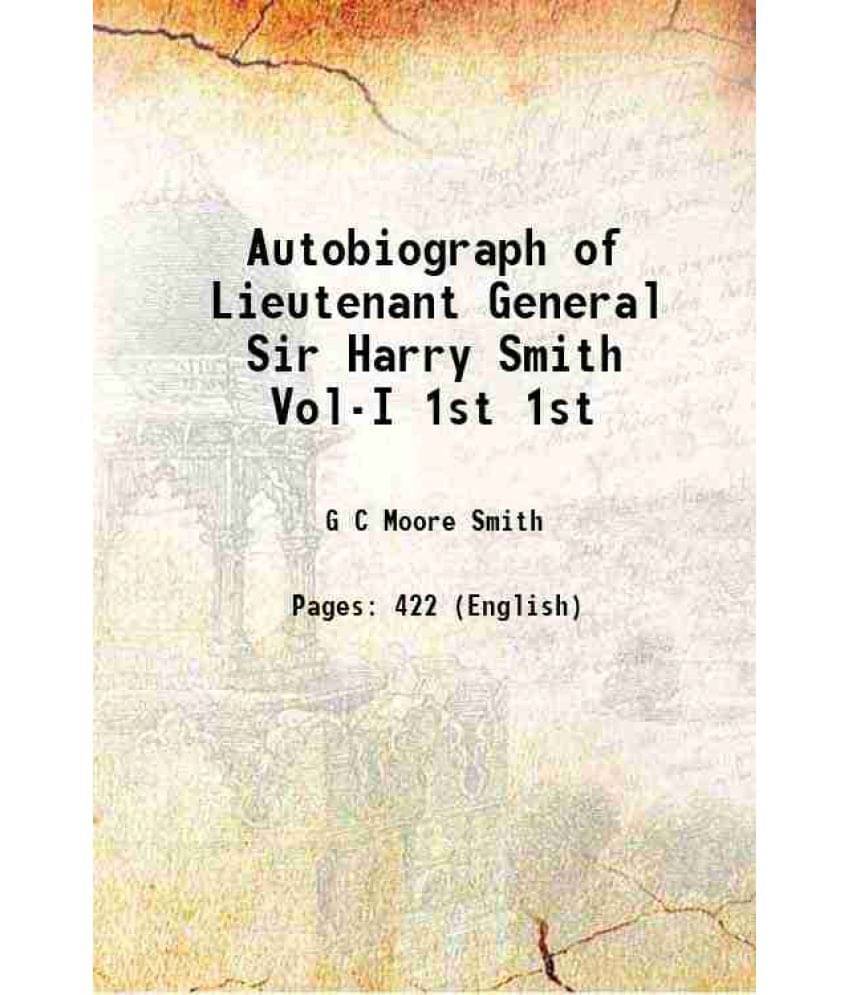 Autobiograph of
Lieutenant General
Sir Harry Smith
Vol-I 1st 1st
G C Moore Smith
Pages: 422 (English)